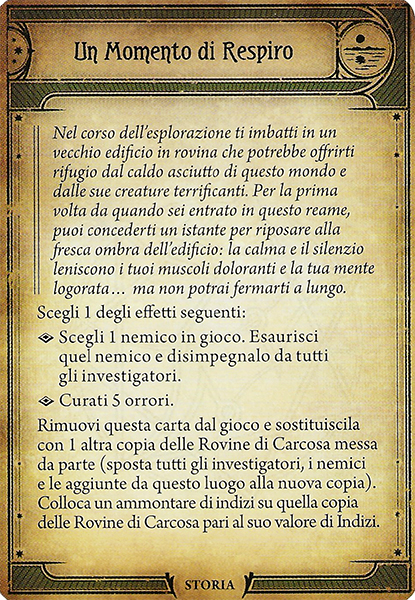 Un Momento di Respiro
Nel corso dell'esplorazione ti imbatti in un
vecchio edificio in rovina che potrebbe offrirti
rifugio dal caldo asciutto di questo mondo e
dalle sue creature terrificanti. Per la prima
volta da quando sei entrato in questo reame,
puoi concederti un istante per riposare alla
fresca ombra dell'edificio: la calma e il silenzio
leniscono i tuoi muscoli doloranti e la tua mente
logorata… ma non potrai fermarti a lungo.
Scegli 1 degli effetti seguenti:
Scegli 1 nemico in gioco. Esaurisci
quel nemico e disimpegnalo da tutti
gli investigatori.
Curati 5 orrori.
Rimuovi questa carta dal gioco e sostituiscila
con 1 altra copia delle Rovine di Carcosa messa
da parte (sposta tutti gli investigatori, i nemici
e le aggiunte da questo luogo alla nuova copia).
Colloca un ammontare di indizi su quella copia
delle Rovine di Carcosa pari al suo valore di Indizi.
STORIA